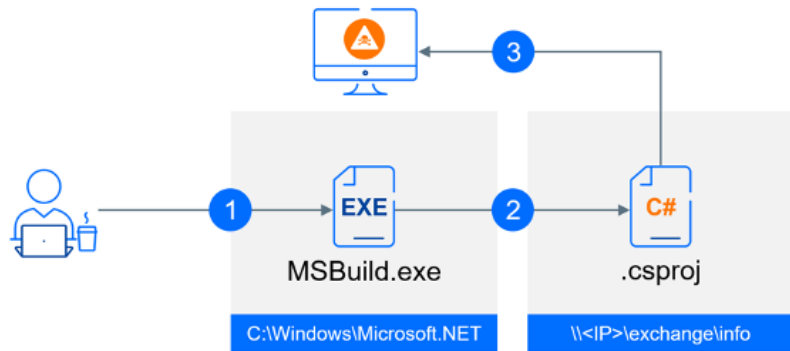 3
1
EXE
2
C#
MSBuild.exe
.csproj
C:\Windows\Microsoft.NET
\\<IP>\exchange\info